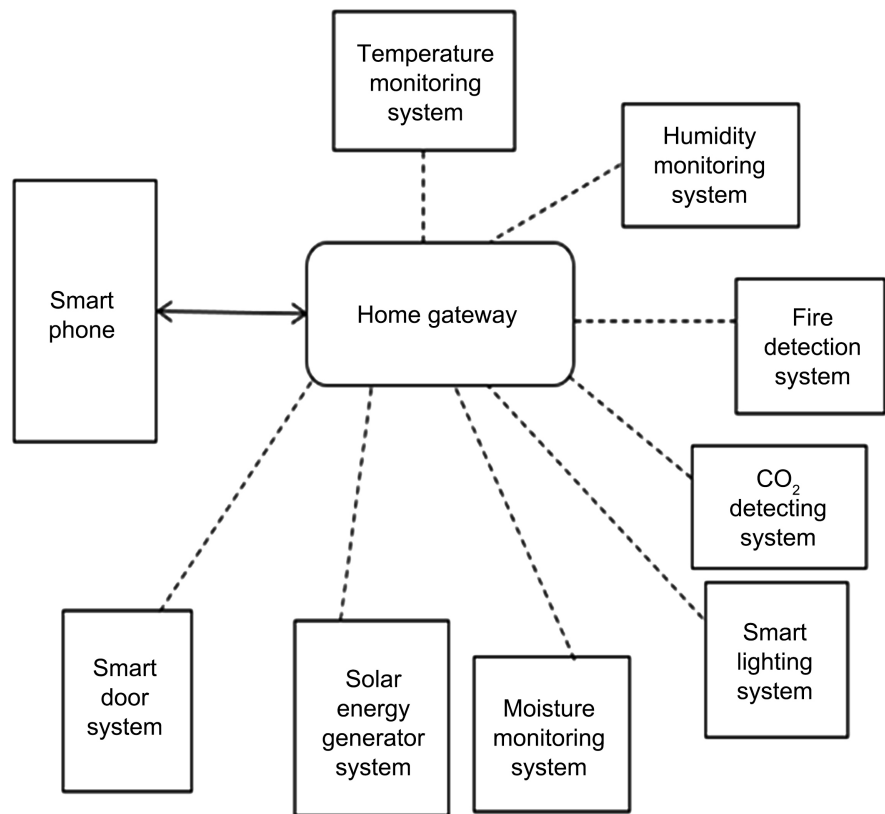 Temperature
monitoring
system
Humidity
monitoring
system
Smart
phone
Home gateway
Fire
detection
system
CO₂
detecting
system
Smart
lighting
system
Smart
door
system
Solar
energy
generator
system
Moisture
monitoring
system